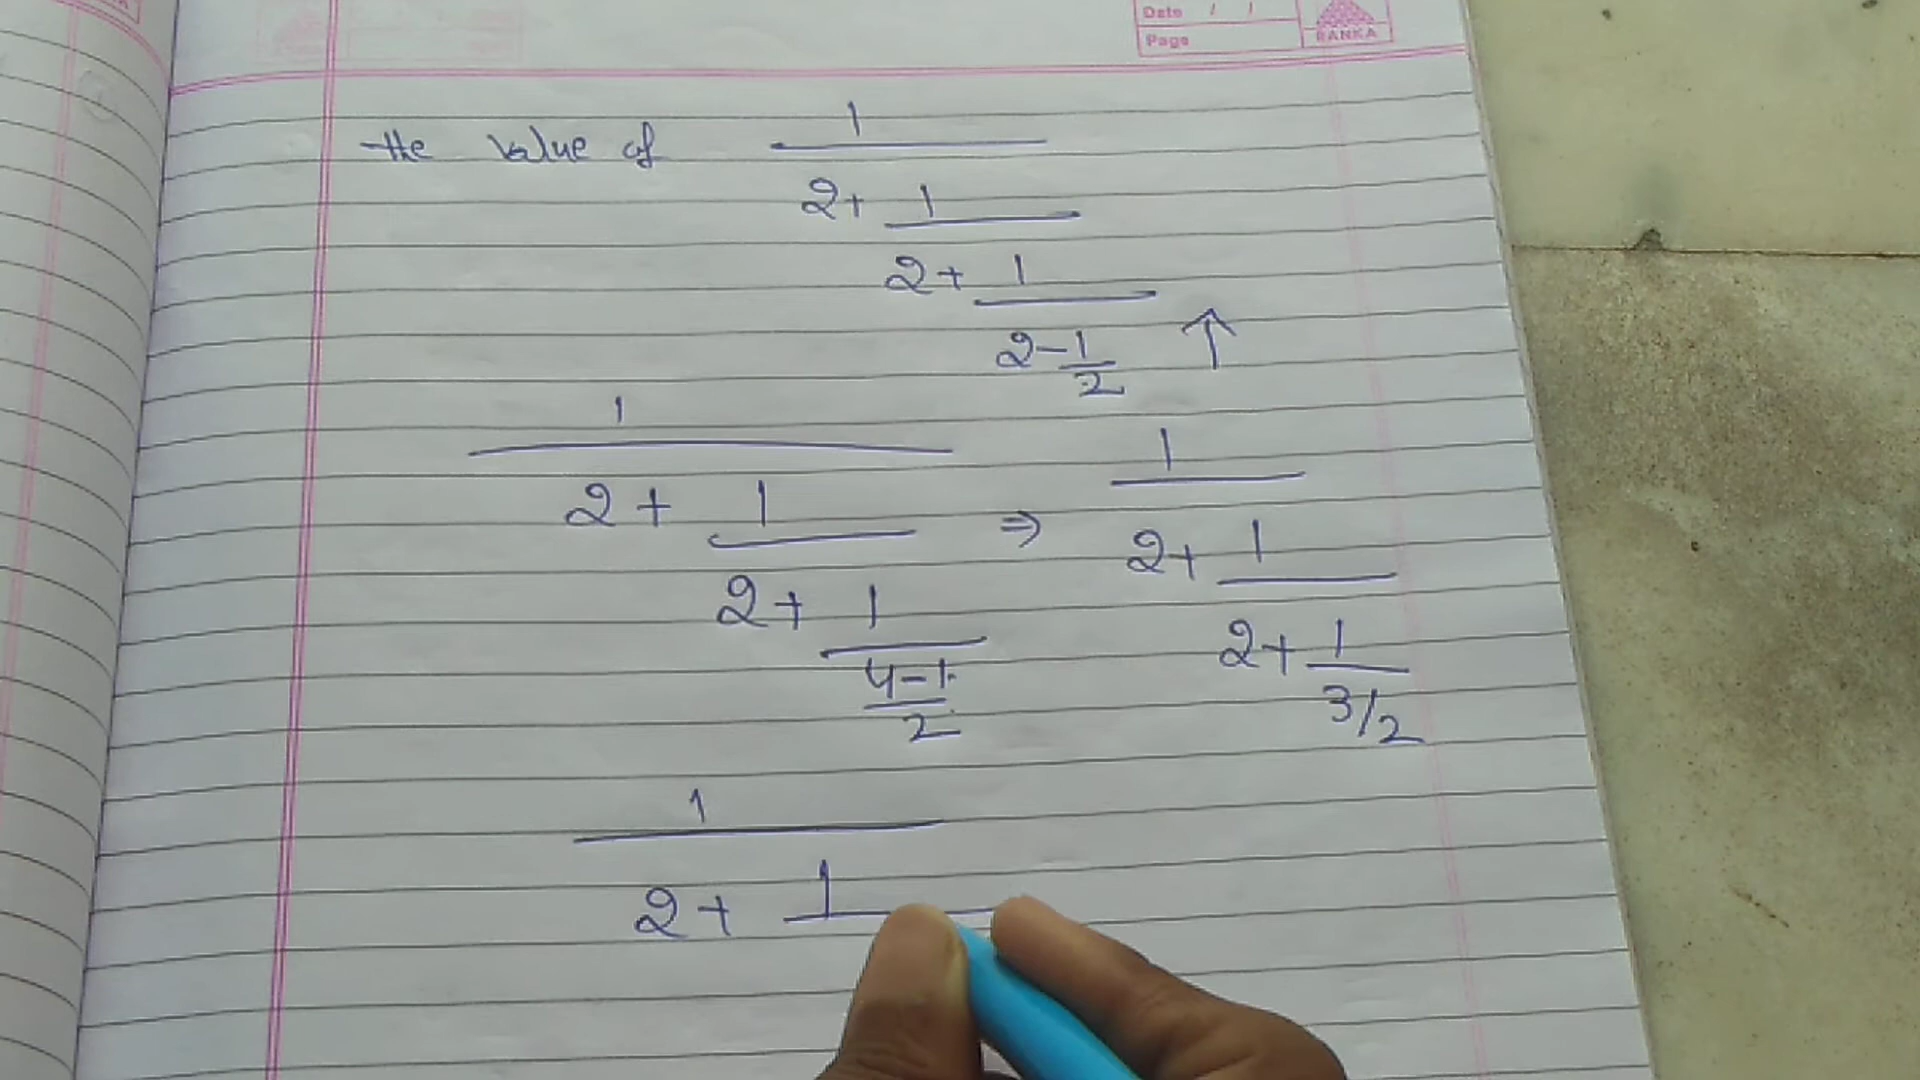 Date / /
Page
RANKA
the value of 1
2+ 1
2+ 1
2-1
2
↑
1
2 + 1
2+ 1
4-1
2
⇒
1
2+ 1
2+ 1
3/2
1
2 + 1